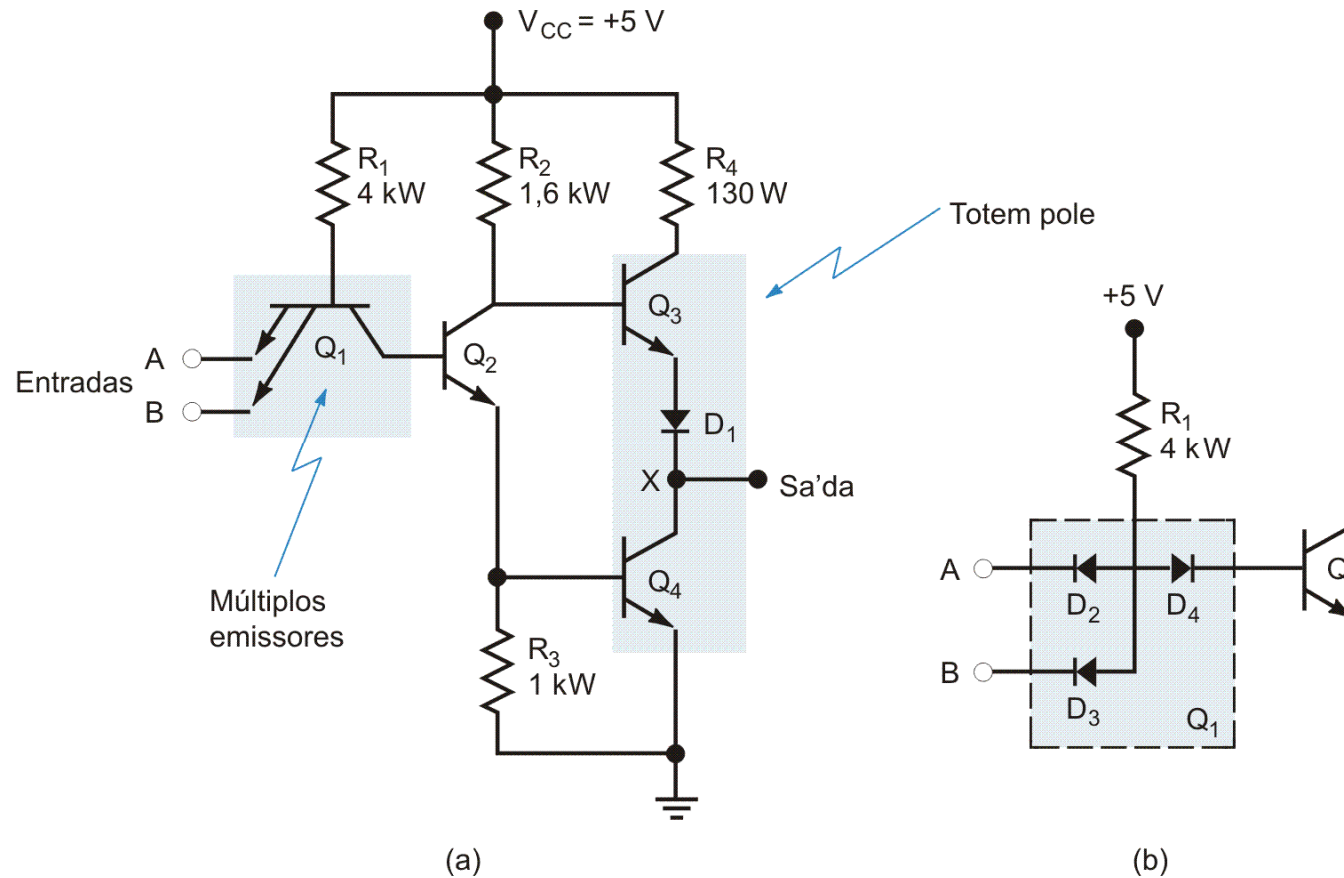 V_CC = +5 V
R1
4 kW
R2
1,6 kW
R4
130 W
Totem pole
Q1
Q2
Q3
A
Entradas
B
D1
X
Sa’da
Q4
Múltiplos
emissores
R3
1 kW
(a)
+5 V
R1
4 kW
A
D2
D4
Q
B
D3
Q1
(b)